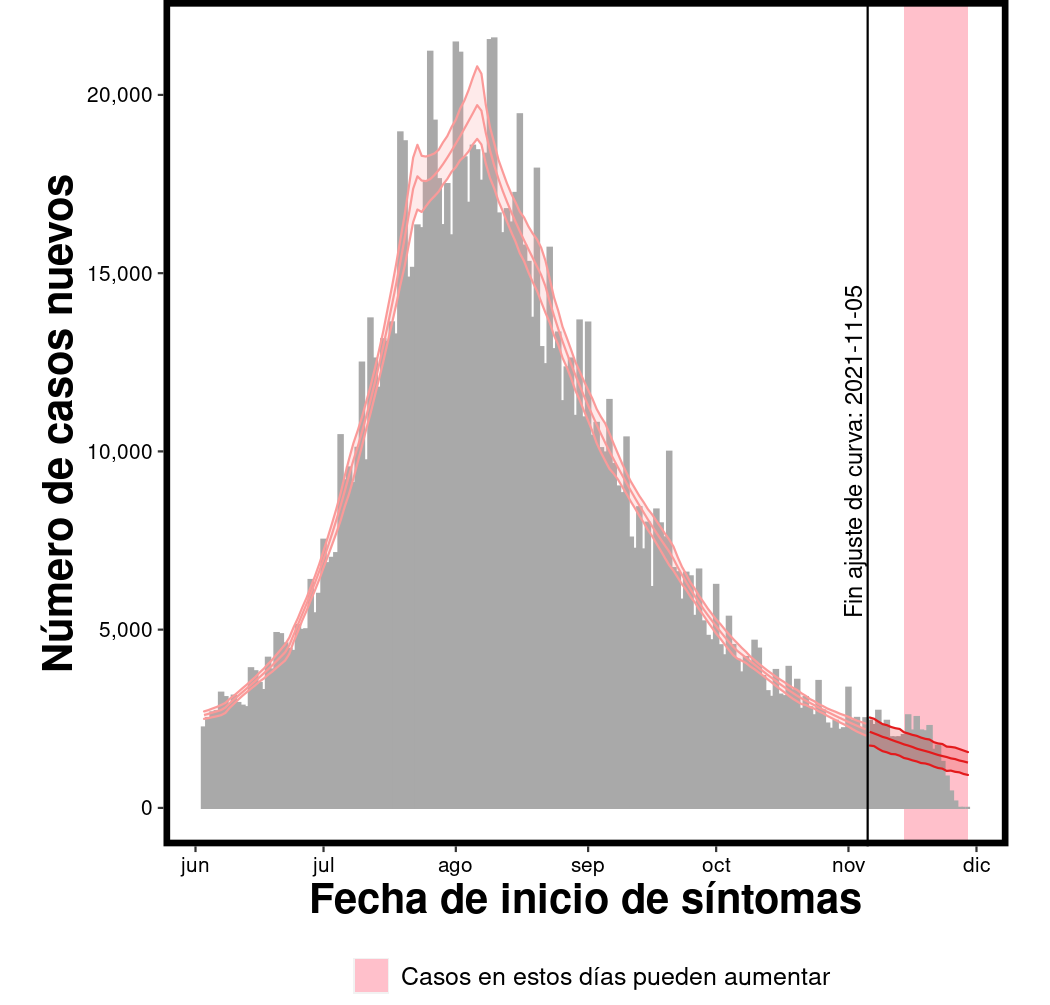 Número de casos nuevos
20,000
15,000
10,000
5,000
0
Fin ajuste de curva: 2021-11-05
jun jul ago sep oct nov dic
Fecha de inicio de síntomas
Casos en estos días pueden aumentar